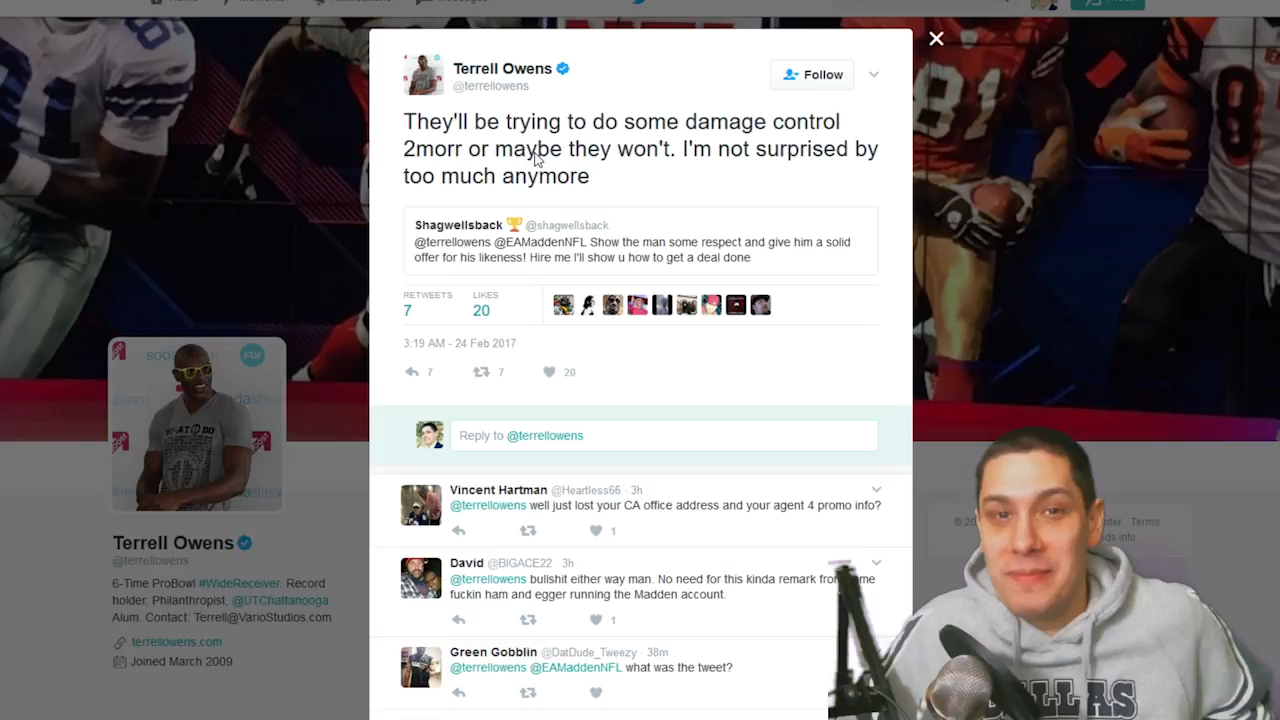 Terrell Owens
@terrellowens
Follow
They'll be trying to do some damage control
2morr or maybe they won't. I'm not surprised by
too much anymore
Shagwellsback 🏆 @shagwellsback
@terrellowens @EAMaddenNFL Show the man some respect and give him a solid
offer for his likeness! Hire me I'll show u how to get a deal done
RETWEETS LIKES
7 20
3:19 AM - 24 Feb 2017
7 7 20
Reply to @terrellowens
Vincent Hartman @Heartless66 · 3h
@terrellowens well just lost your CA office address and your agent 4 promo info?
1
David @BIGACE22 · 3h
@terrellowens bullshit either way man. No need for this kinda remark from some
fuckin ham and egger running the Madden account.
1
Green Gobblin @DatDude_Tweezy · 38m
@terrellowens @EAMaddenNFL what was the tweet?
Terrell Owens
@terrellowens
6-Time ProBowl #WideReceiver. Record
holder, Philanthropist, @UTChattanooga
Alum. Contact: Terrell@VarioStudios.com
terrellowens.com
Joined March 2009
81
Terms